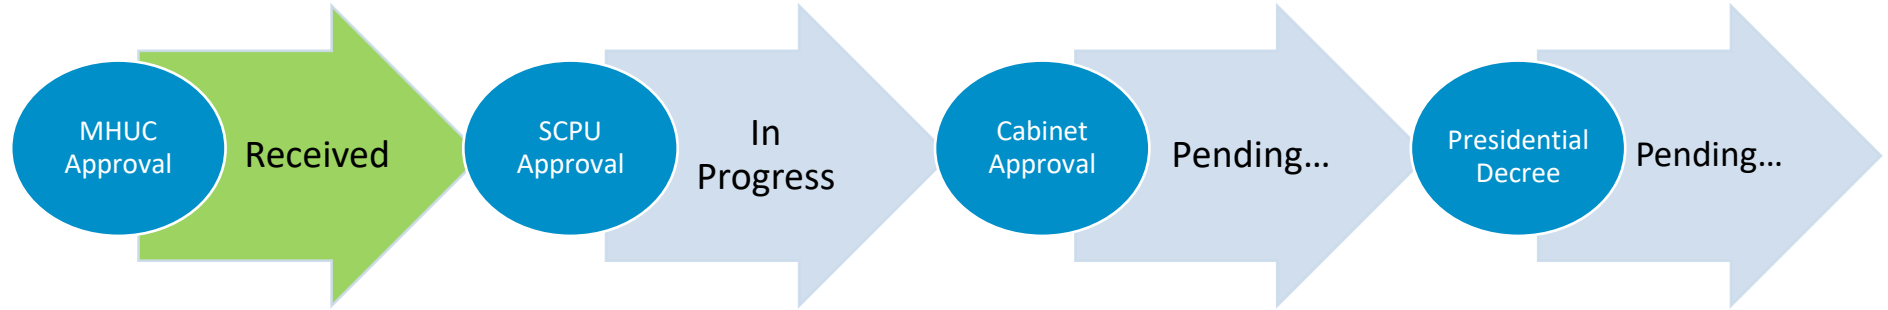 MHUC
Approval
Received
SCPU
Approval
In
Progress
Cabinet
Approval
Pending...
Presidential
Decree
Pending...